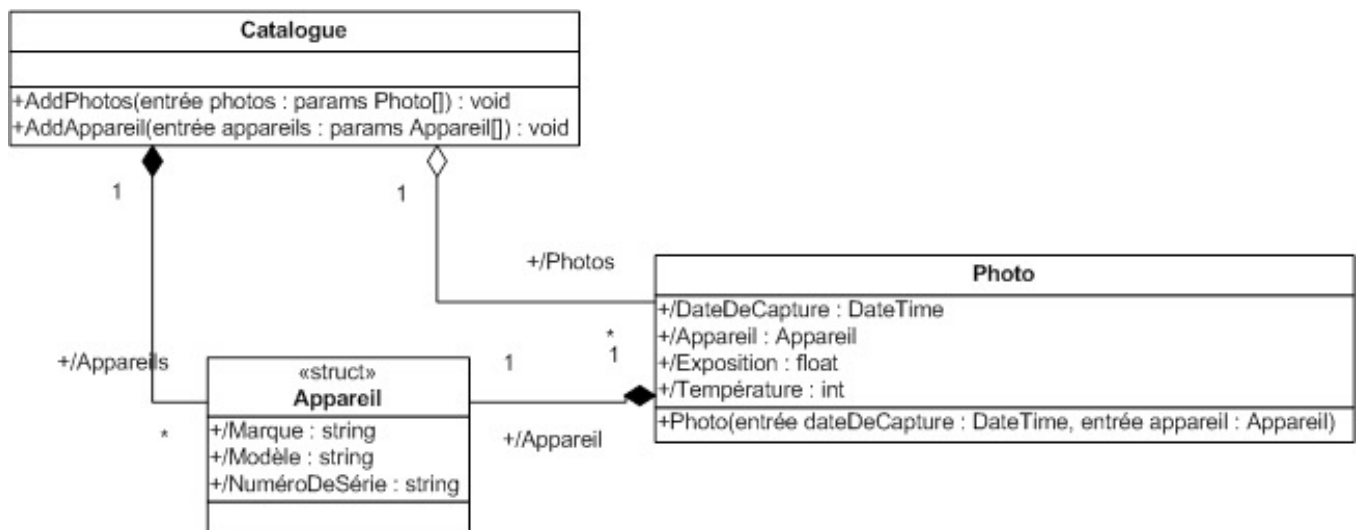 Catalogue
+AddPhotos(entrée photos : params Photo[]) : void
+AddAppareil(entrée appareils : params Appareil[]) : void
1
1
+/Photos
*
+/Appareils
*
Photo
+/DateDeCapture : DateTime
+/Appareil : Appareil
+/Exposition : float
+/Température : int
+Photo(entrée dateDeCapture : DateTime, entrée appareil : Appareil)
1
1
+/Appareil
«struct»
Appareil
+/Marque : string
+/Modèle : string
+/NuméroDeSérie : string